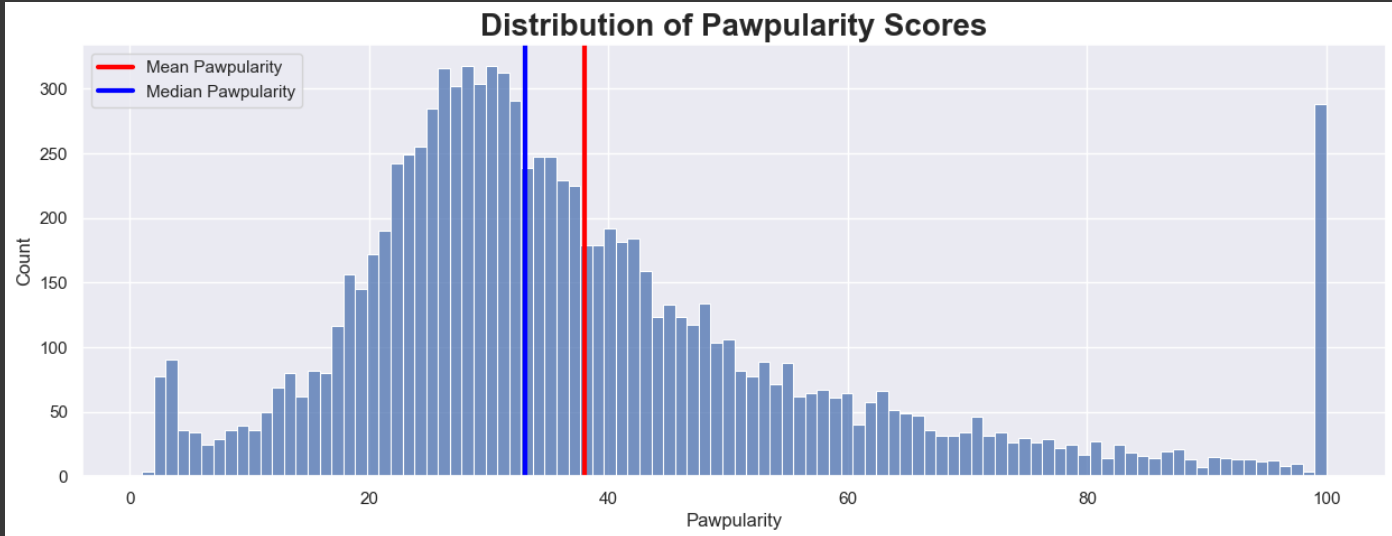 Distribution of Pawpularity Scores
Mean Pawpularity
Median Pawpularity
300
250
200
150
100
50
0
Count
0 20 40 60 80 100
Pawpularity